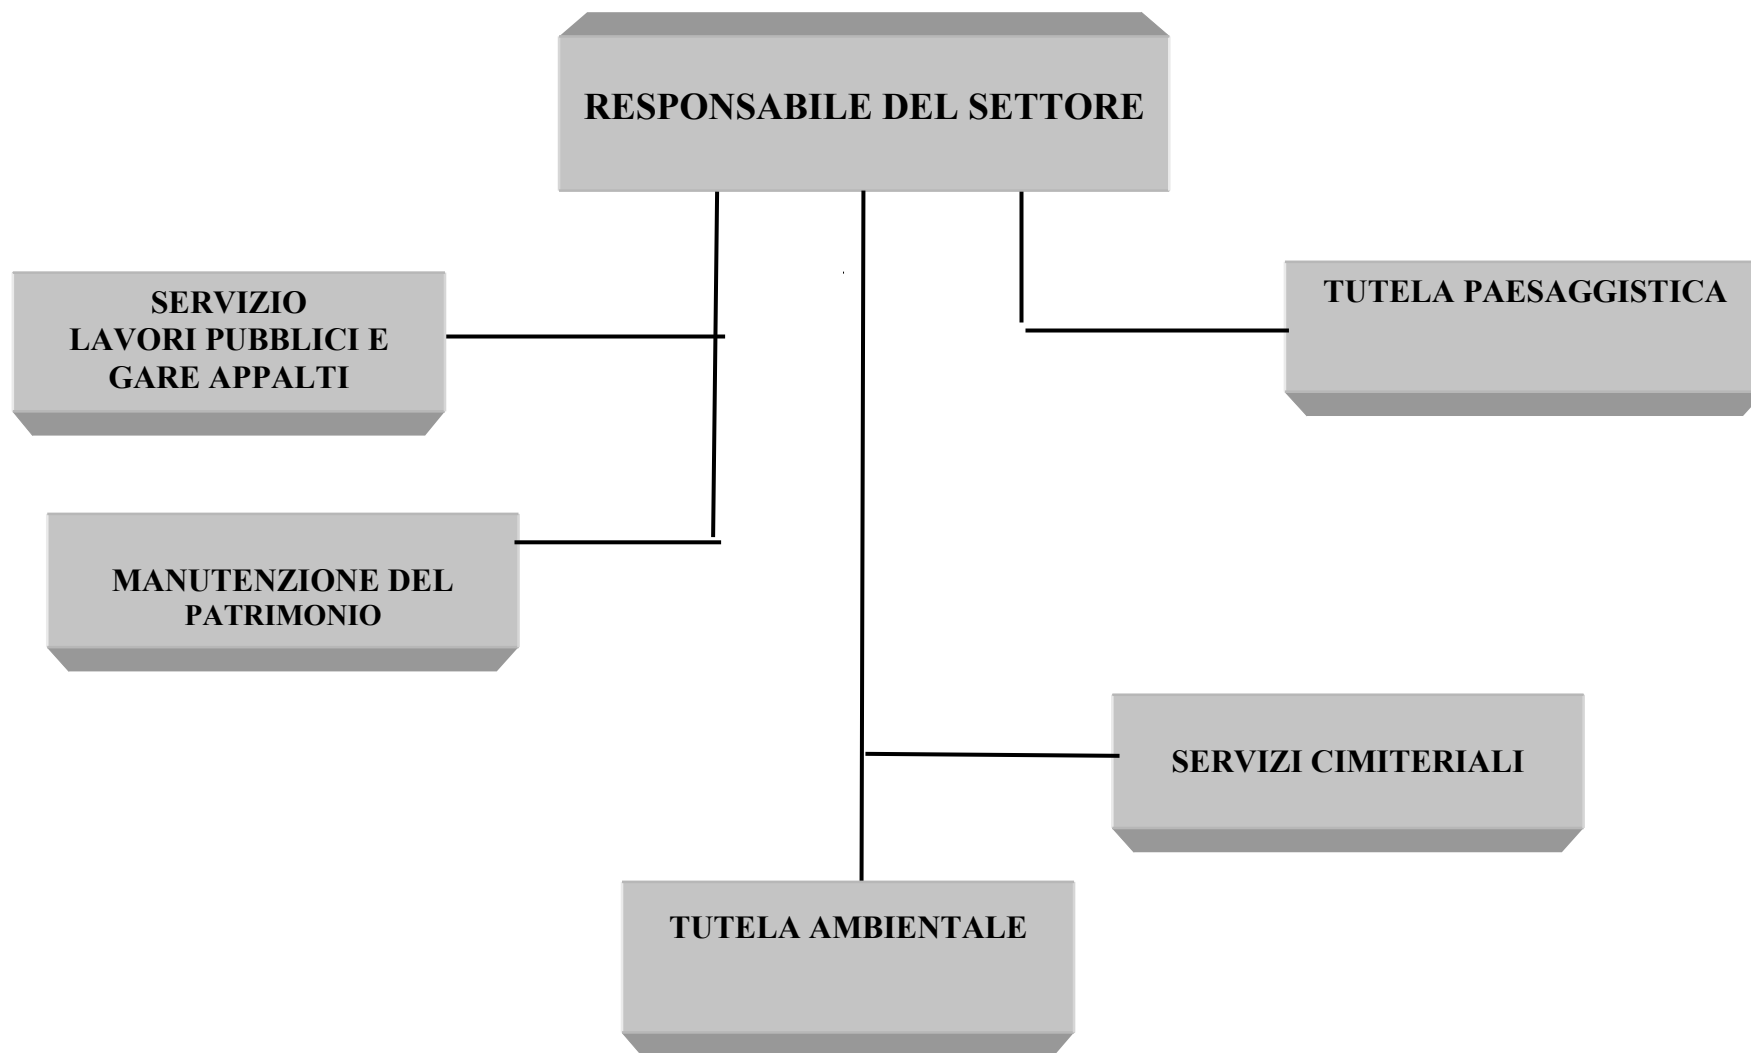 RESPONSABILE DEL SETTORE
SERVIZIO
LAVORI PUBBLICI E
GARE APPALTI
TUTELA PAESAGGISTICA
MANUTENZIONE DEL
PATRIMONIO
SERVIZI CIMITERIALI
TUTELA AMBIENTALE